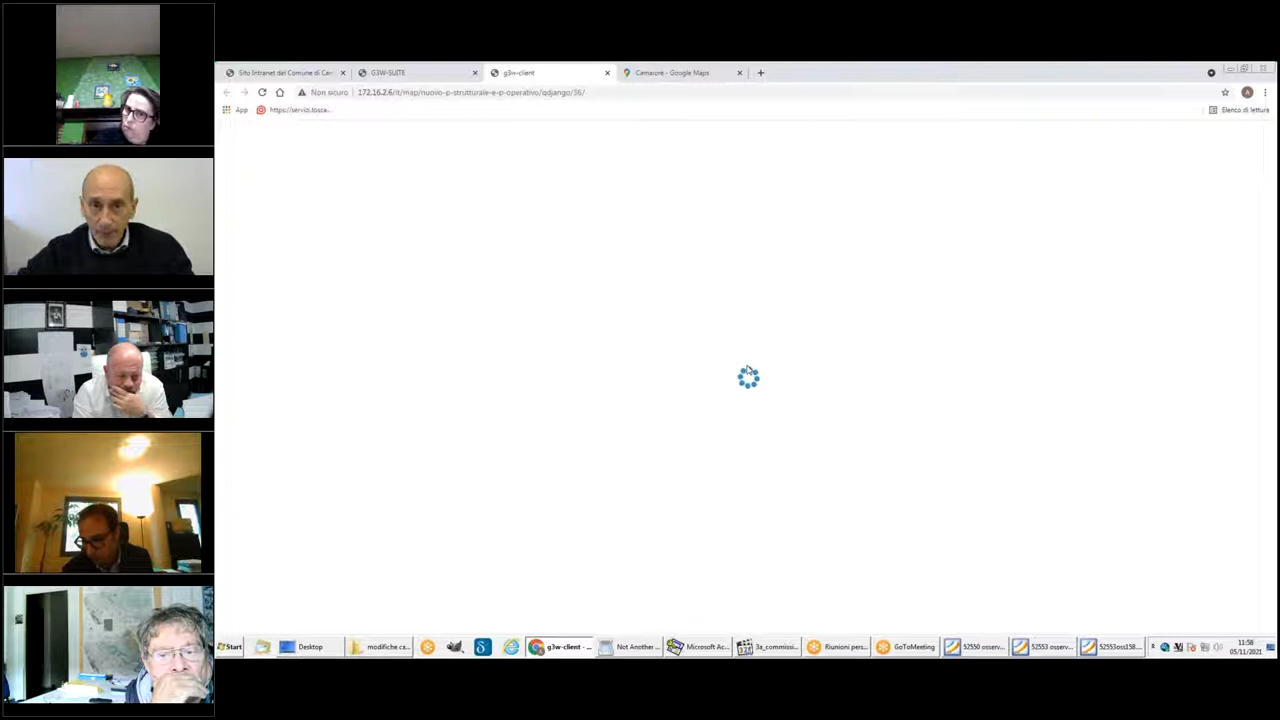 Sito Intranet del Comune di Cam G3W-SUITE g3w-client Camaiore - Google Maps
Non sicuro 172.16.2.6/it/map/nuovo-p-strutturale-e-p-operativo/qdjango/36/
App https://servizi.tosca... Elenco di lettura
Start Desktop modifiche ca... g3w-client - ... Not Another ... Microsoft Ac... 3a_commissi... Riunioni pers... GoToMeeting 52550 osserv... 52553 osserv... 52553oss158...
11:58
05/11/2021